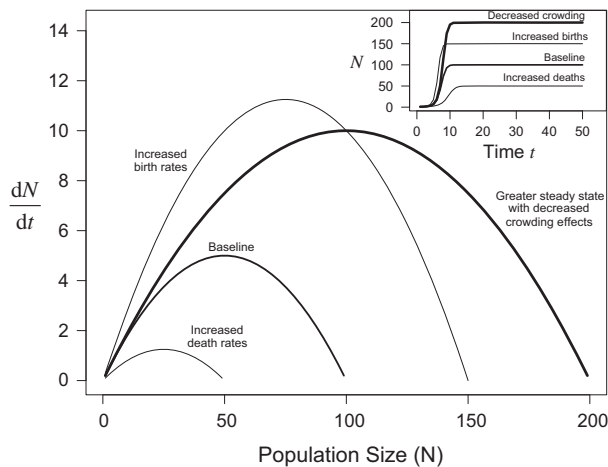 14
12
10
8
6
4
2
0
dN
dt
Increased
birth rates
Baseline
Increased
death rates
Greater steady state
with decreased
crowding effects
0
50
100
150
200
Population Size (N)
200
150
100
50
0
N
Decreased crowding
Increased births
Baseline
Increased deaths
0
10
20
30
40
50
Time t